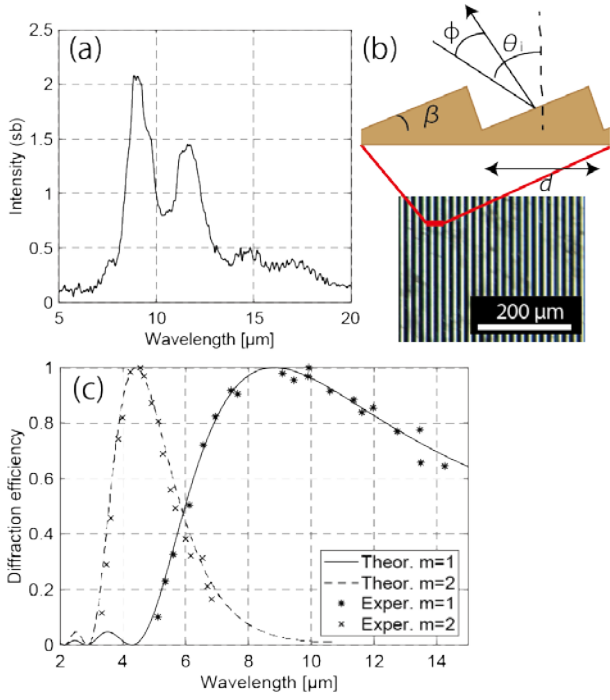 (a)
2.5
2
1.5
1
0.5
0
Intensity (sb)
5 10 15 20
Wavelength [µm]
(b)
ϕ
θi
β
d
200 µm
(c)
1
0.8
0.6
0.4
0.2
0
Diffraction efficiency
Theor. m=1
Theor. m=2
Exper. m=1
Exper. m=2
2 4 6 8 10 12 14
Wavelength [µm]